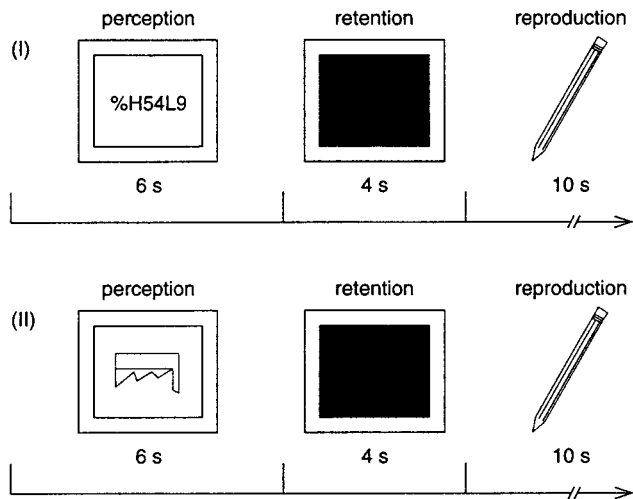 perception retention reproduction
(I)
%H54L9
6 s 4 s 10 s
perception retention reproduction
(II)
6 s 4 s 10 s